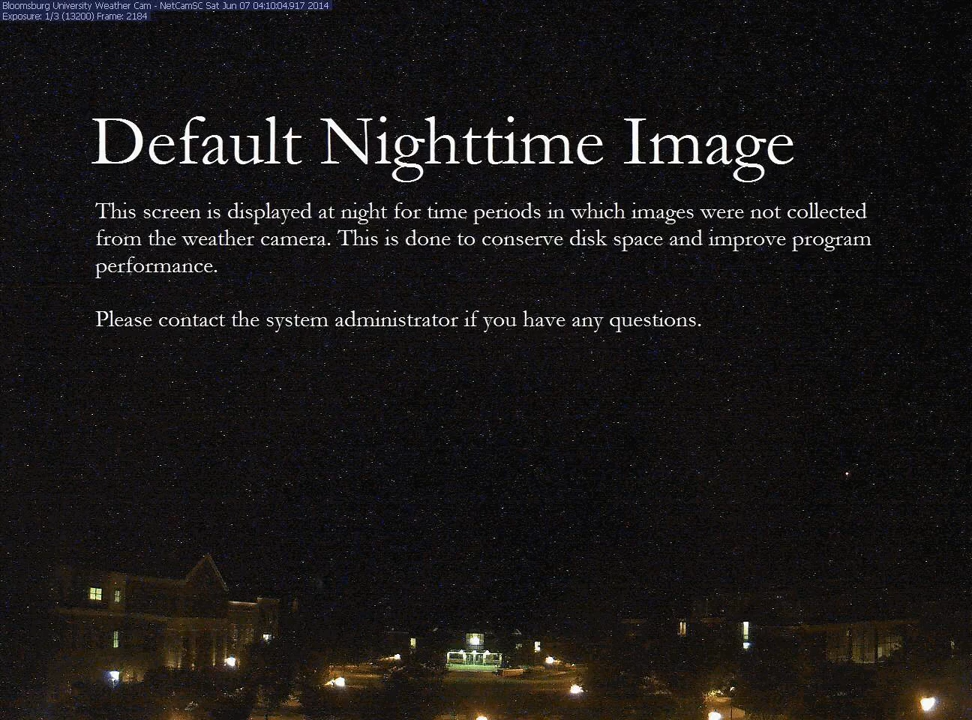 Bloomsburg University Weather Cam - NetCamSC Sat Jun 07 04:10:04.917 2014
Exposure: 1/3 (13200) Frame: 2184
Default Nighttime Image
This screen is displayed at night for time periods in which images were not collected
from the weather camera. This is done to conserve disk space and improve program
performance.
Please contact the system administrator if you have any questions.